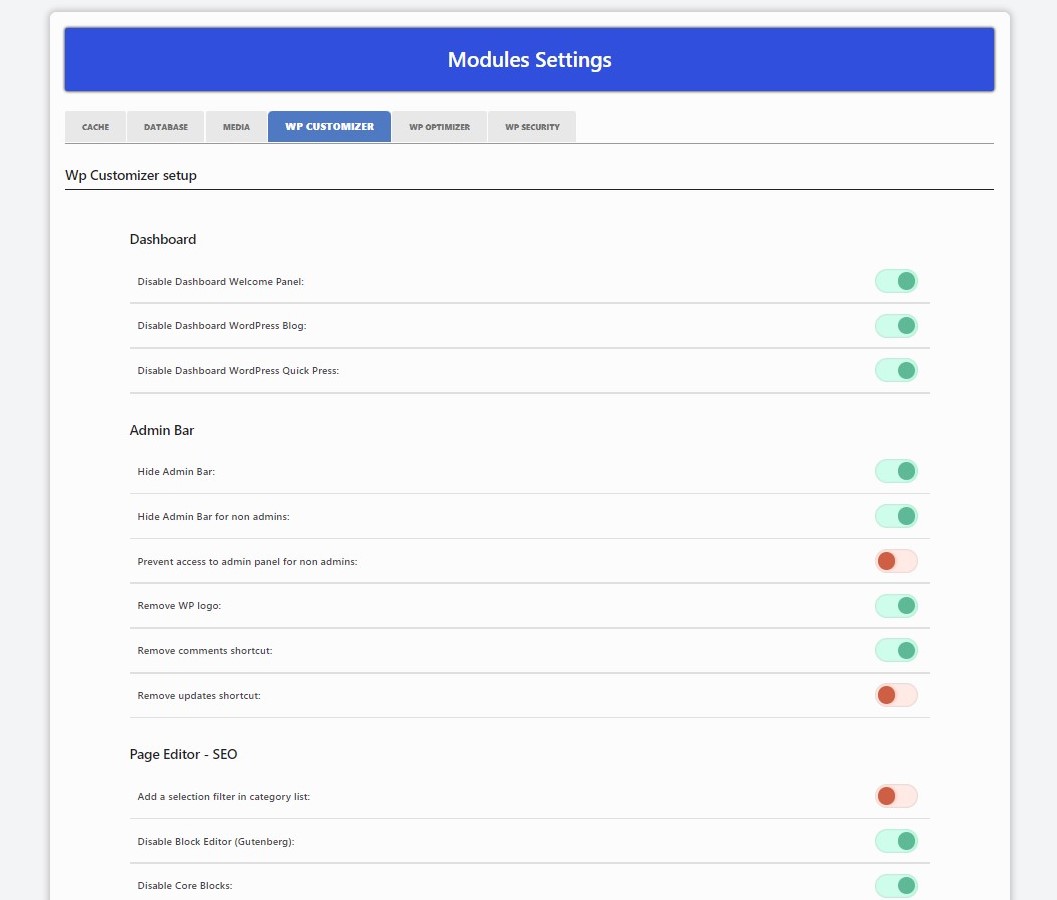 Modules Settings
CACHE DATABASE MEDIA WP CUSTOMIZER WP OPTIMIZER WP SECURITY
Wp Customizer setup
Dashboard
Disable Dashboard Welcome Panel:
Disable Dashboard WordPress Blog:
Disable Dashboard WordPress Quick Press:
Admin Bar
Hide Admin Bar:
Hide Admin Bar for non admins:
Prevent access to admin panel for non admins:
Remove WP logo:
Remove comments shortcut:
Remove updates shortcut:
Page Editor - SEO
Add a selection filter in category list:
Disable Block Editor (Gutenberg):
Disable Core Blocks: